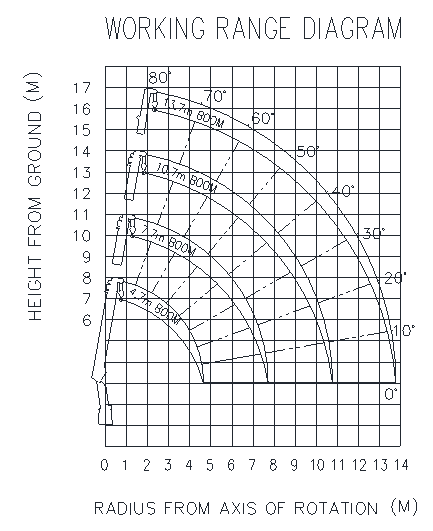 WORKING RANGE DIAGRAM
HEIGHT FROM GROUND (M)
17
16
15
14
13
12
11
10
9
8
7
6
80°
70°
60°
50°
40°
30°
20°
10°
0°
13,7m BOOM
10,7m BOOM
7,7m BOOM
4,7m BOOM
0 1 2 3 4 5 6 7 8 9 10 11 12 13 14
RADIUS FROM AXIS OF ROTATION (M)